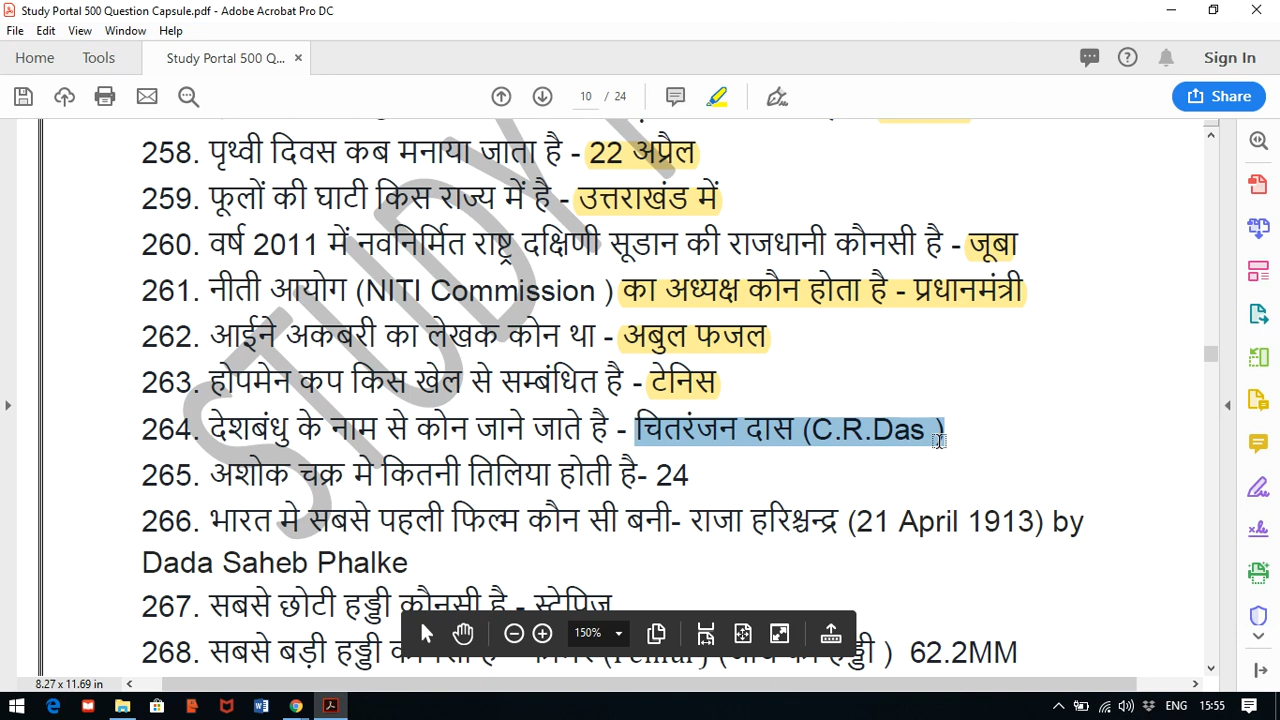 Study Portal 500 Question Capsule.pdf - Adobe Acrobat Pro DC
File Edit View Window Help
Home Tools Study Portal 500 Q... × Sign In
10 / 24 Share
258. पृथ्वी दिवस कब मनाया जाता है - 22 अप्रैल
259. फूलों की घाटी किस राज्य में है - उत्तराखंड में
260. वर्ष 2011 में नवनिर्मित राष्ट्र दक्षिणी सूडान की राजधानी कौनसी है - जूबा
261. नीती आयोग (NITI Commission ) का अध्यक्ष कौन होता है - प्रधानमंत्री
262. आईने अकबरी का लेखक कोन था - अबुल फजल
263. होपमेन कप किस खेल से सम्बंधित है - टेनिस
264. देशबंधु के नाम से कोन जाने जाते है - चितरंजन दास (C.R.Das )
265. अशोक चक्र मे कितनी तिलिया होती है- 24
266. भारत मे सबसे पहली फिल्म कौन सी बनी- राजा हरिश्चन्द्र (21 April 1913) by
Dada Saheb Phalke
267. सबसे छोटी हड्डी कौनसी है - स्टेपिज
268. सबसे बड़ी हड्डी 62.2MM
150%
8.27 x 11.69 in
ENG 15:55
STUDY